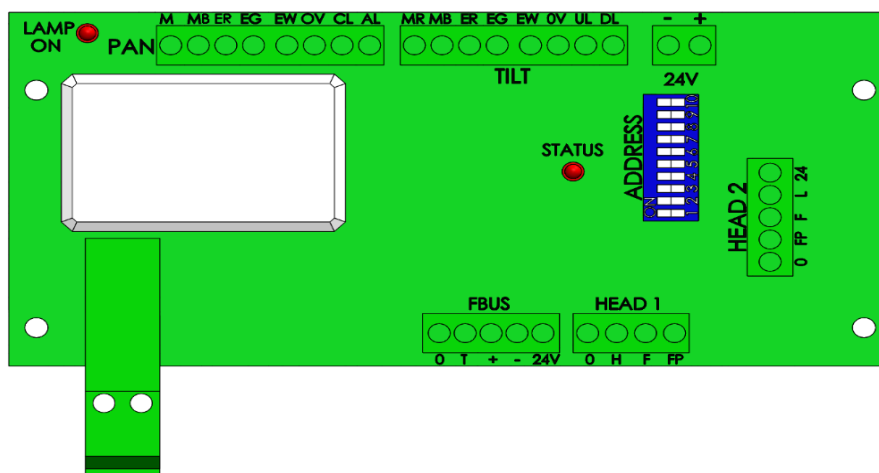 M MB ER EG EW OV CL AL
MR MB ER EG EW 0V UL DL
- +
LAMP
ON
PAN
TILT
24V
ADDRESS
ON
1 2 3 4 5 6 7 8 9 10
STATUS
HEAD 2
0 FP F L 24
FBUS
HEAD 1
0 T + - 24V
0 H F FP